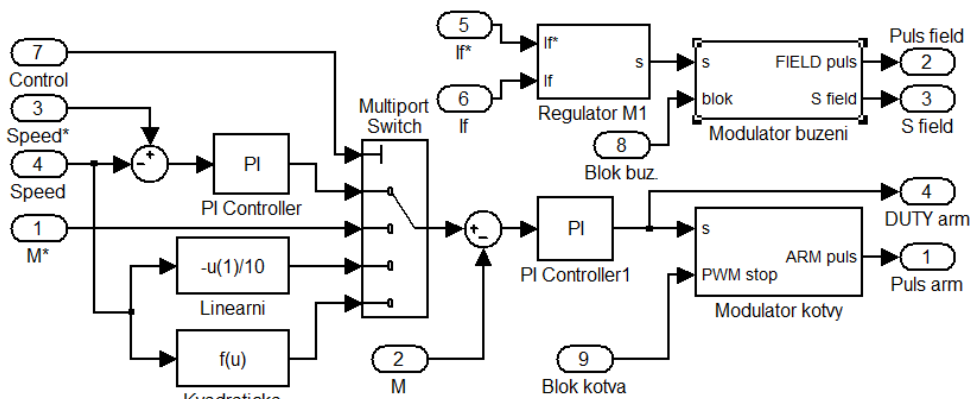 7
Control
3
Speed*
4
Speed
1
M*
PI
PI Controller
-u(1)/10
Linearni
f(u)
Multiport
Switch
5
If*
6
If
If*
If
s
Regulator M1
8
Blok buz.
s
blok
FIELD puls
S field
Modulator buzeni
Puls field
2
3
S field
2
M
PI
PI Controller1
9
Blok kotva
s
PWM stop
ARM puls
Modulator kotvy
4
DUTY arm
1
Puls arm